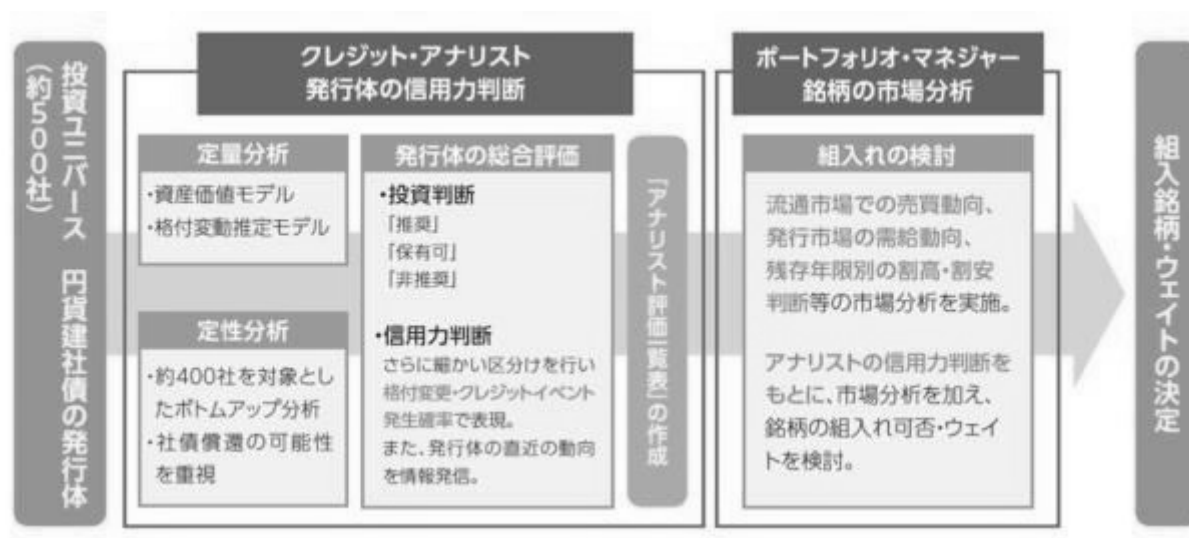 投資ユニバース 円貨建社債の発行体
(約500社)
クレジット・アナリスト
発行体の信用力判断
定量分析
・資産価値モデル
・格付変動推定モデル
定性分析
・約400社を対象とし
たボトムアップ分析
・社債償還の可能性
を重視
発行体の総合評価
・投資判断
「推奨」
「保有可」
「非推奨」
・信用力判断
さらに細かい区分けを行い
格付変更・クレジットイベント
発生確率で表現。
また、発行体の直近の動向
を情報発信。
「アナリスト評価一覧表」の作成
ポートフォリオ・マネジャー
銘柄の市場分析
組入れの検討
流通市場での売買動向、
発行市場の需給動向、
残存年限別の割高・割安
判断等の市場分析を実施。
アナリストの信用力判断を
もとに、市場分析を加え、
銘柄の組入れ可否・ウェイ
トを検討。
組入銘柄・ウェイトの決定